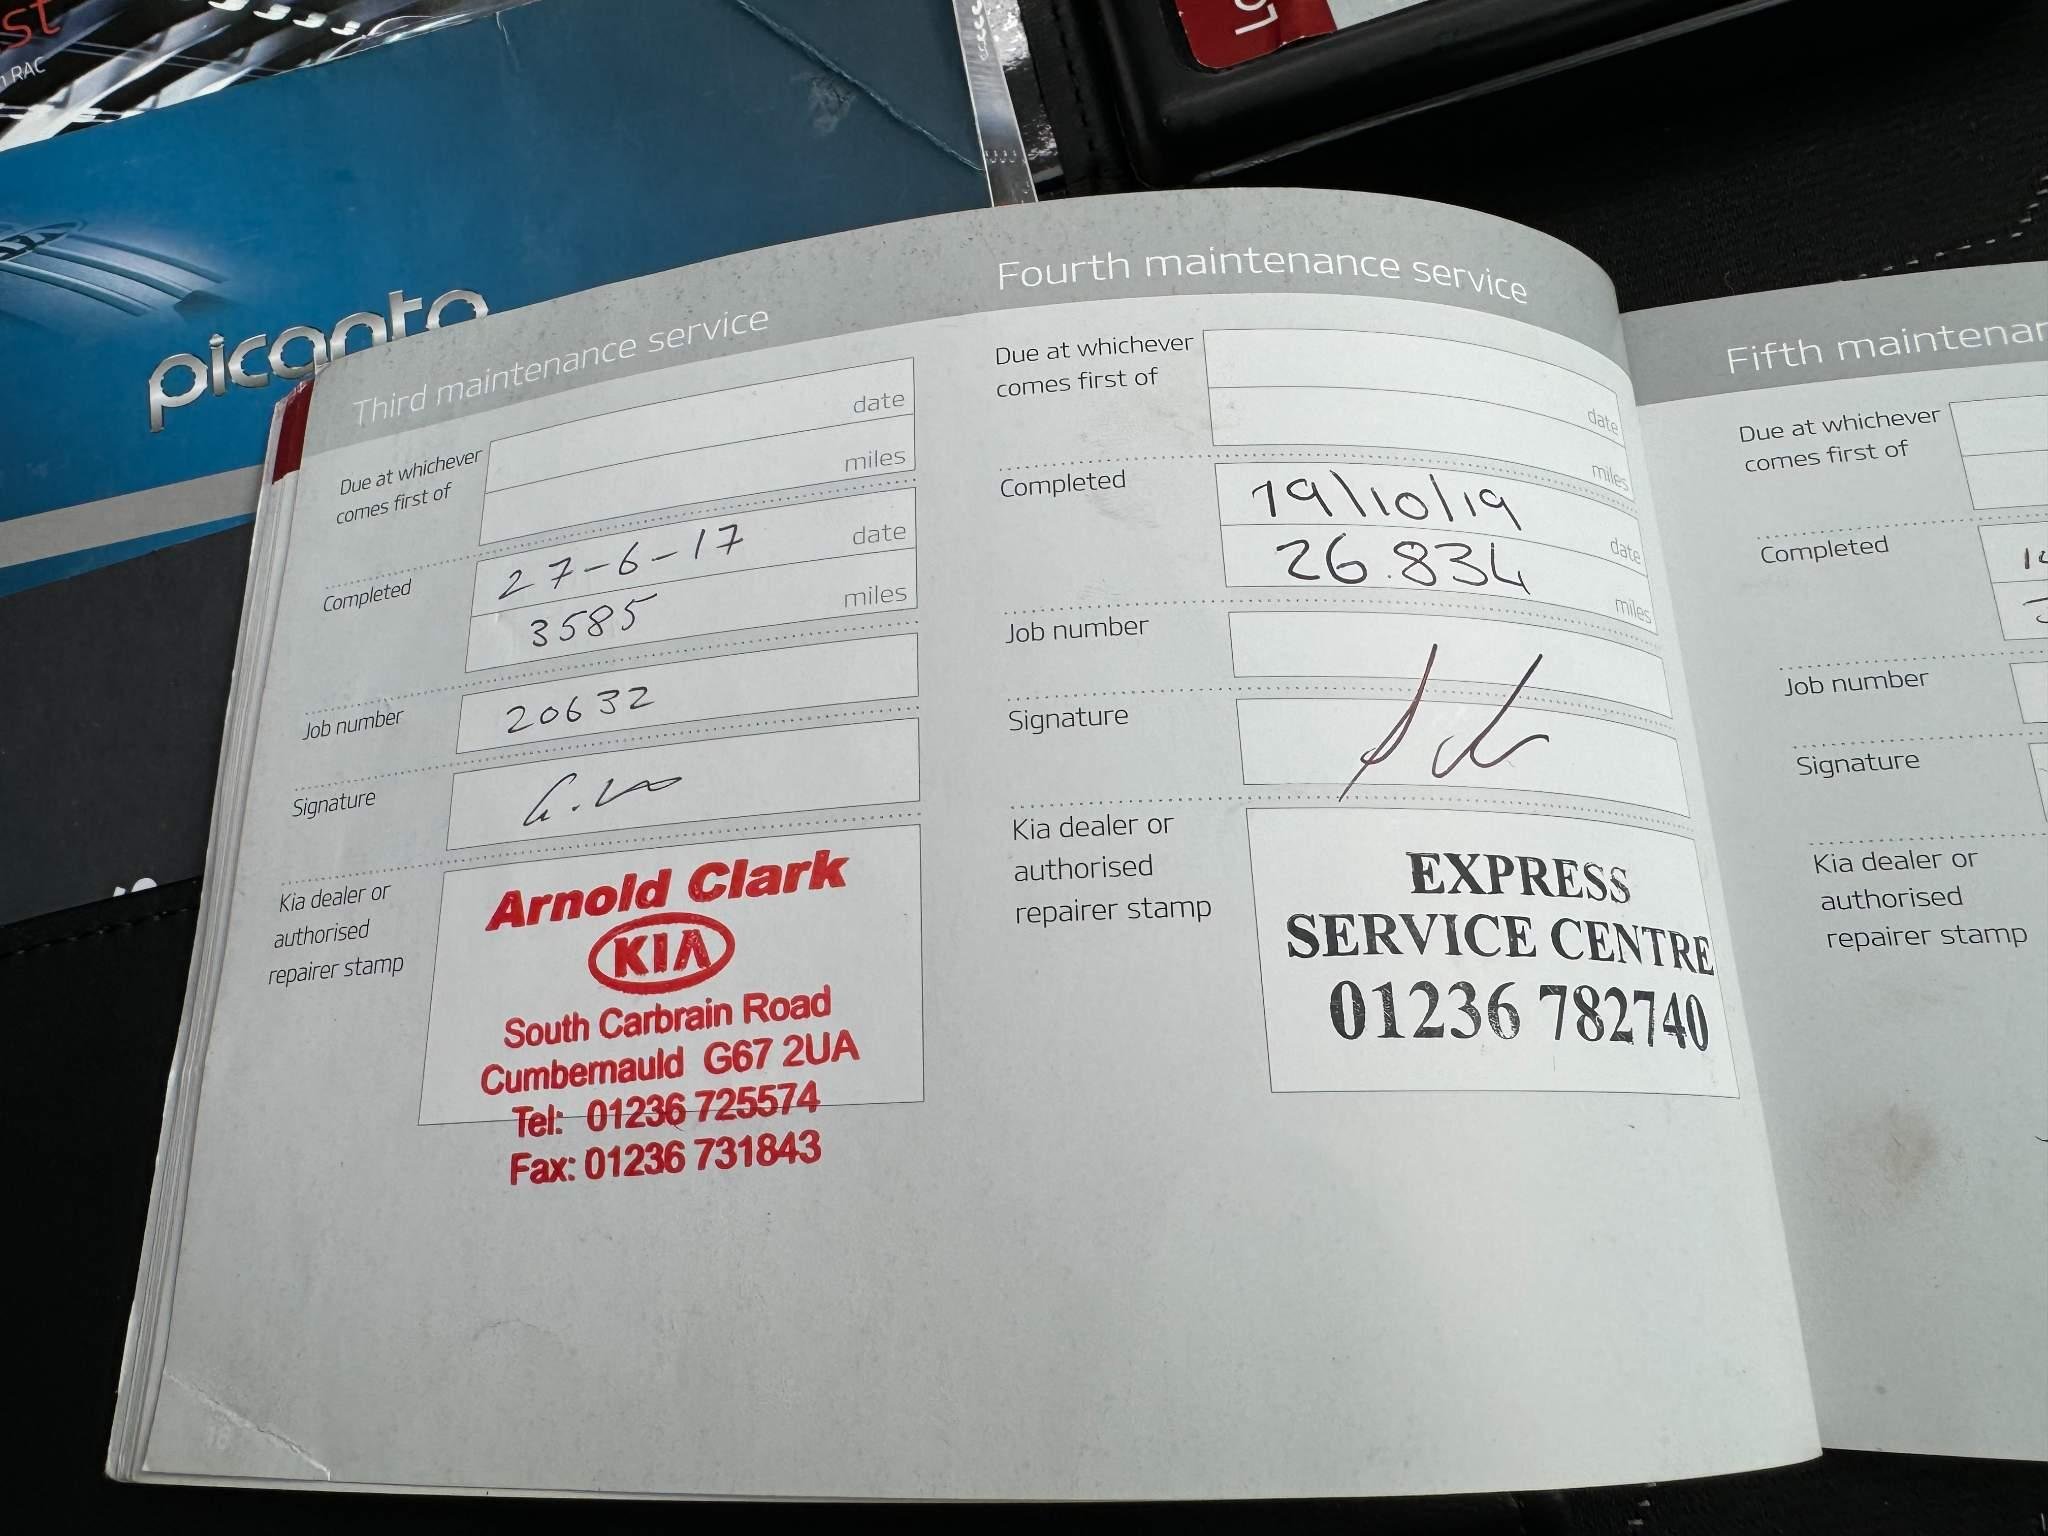 st
RAC
picanto
Third maintenance service
Due at whichever
comes first of
date
miles
Completed
27-6-17
date
3585
miles
Job number
20632
Signature
Kia dealer or
authorised
repairer stamp
Arnold Clark
KIA
South Carbrain Road
Cumbernauld G67 2UA
Tel: 01236 725574
Fax: 01236 731843
16
Fourth maintenance service
Due at whichever
comes first of
date
miles
Completed
19/10/19
date
26.834
miles
Job number
Signature
Kia dealer or
authorised
repairer stamp
EXPRESS
SERVICE CENTRE
01236 782740
Fifth maintenan
Due at whichever
comes first of
Completed
Job number
Signature
Kia dealer or
authorised
repairer stamp